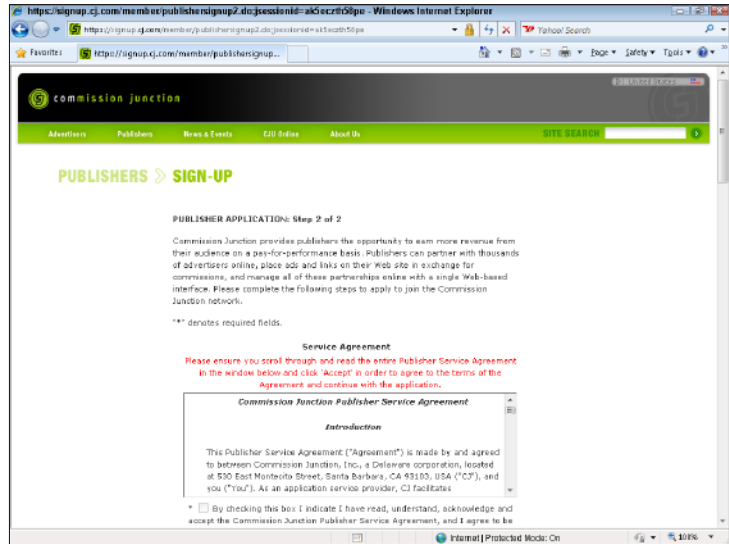 https://signup.cj.com/member/publishersignup2.do;jsessionid=ak5eczth58pe - Windows Internet Explorer
https://signup.cj.com/member/publishersignup2.do;jsessionid=ak5eczth58pe
Yahoo! Search
Favorites
https://signup.cj.com/member/publishersignup...
Page
Safety
Tools
United States
commission junction
Advertisers Publishers News & Events CJU Online About Us
SITE SEARCH
PUBLISHERS SIGN-UP
PUBLISHER APPLICATION: Step 2 of 2
Commission Junction provides publishers the opportunity to earn more revenue from
their audience on a pay-for-performance basis. Publishers can partner with thousands
of advertisers online, place ads and links on their Web site in exchange for
commissions, and manage all of these partnerships online with a single Web-based
interface. Please complete the following steps to apply to join the Commission
Junction network.
"*" denotes required fields.
Service Agreement
Please ensure you scroll through and read the entire Publisher Service Agreement
in the window below and click 'Accept' in order to agree to the terms of the
Agreement and continue with the application.
Commission Junction Publisher Service Agreement
Introduction
This Publisher Service Agreement ("Agreement") is made by and agreed
to between Commission Junction, Inc., a Delaware corporation, located
at 530 East Montecito Street, Santa Barbara, CA 93103, USA ("CJ"), and
you ("You"). As an application service provider, CJ facilitates
* By checking this box I indicate I have read, understand, acknowledge and
accept the Commission Junction Publisher Service Agreement, and I agree to be
Internet | Protected Mode: On